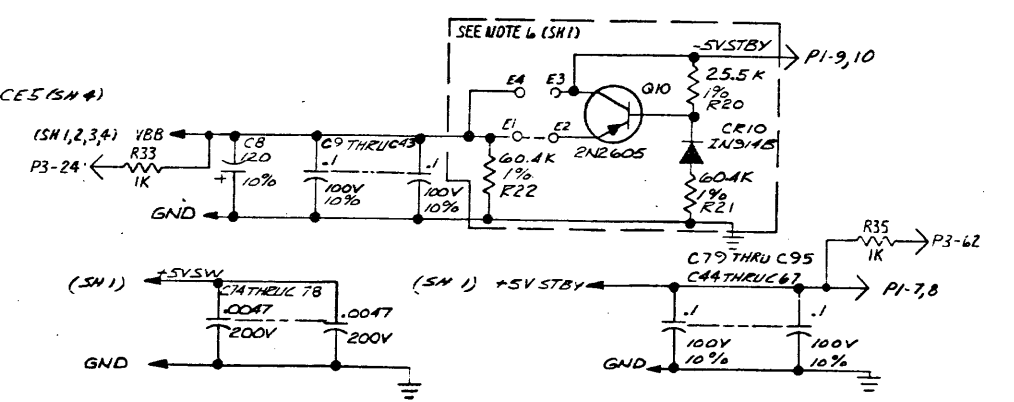 SEE NOTE 6 (SH1)
-5VSTBY
P1-9,10
E4
E3
Q10
25.5K
1%
R20
CE5 (SH 4)
(SH 1,2,3,4) VBB
P3-24
R33
1K
C8
120
+
10%
C9 THRU C43
.1
100V
10%
.1
100V
10%
E1
E2
2N2605
60.4K
1%
R22
CR10
IN914B
60.4K
1%
R21
GND
R35
1K
P3-62
(SH 1)
+5VSW
C74 THRU C78
.0047
200V
.0047
200V
GND
C79 THRU C95
C44 THRU C67
(SH 1)
+5V STBY
P1-7,8
.1
100V
10%
.1
100V
10%
GND